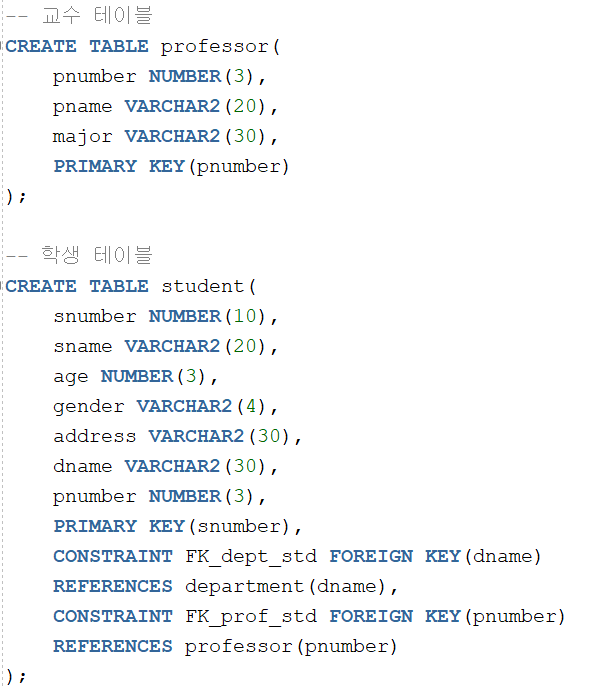 -- 교수 테이블
CREATE TABLE professor(
    pnumber NUMBER(3),
    pname VARCHAR2(20),
    major VARCHAR2(30),
    PRIMARY KEY(pnumber)
);

-- 학생 테이블
CREATE TABLE student(
    snumber NUMBER(10),
    sname VARCHAR2(20),
    age NUMBER(3),
    gender VARCHAR2(4),
    address VARCHAR2(30),
    dname VARCHAR2(30),
    pnumber NUMBER(3),
    PRIMARY KEY(snumber),
    CONSTRAINT FK_dept_std FOREIGN KEY(dname)
    REFERENCES department(dname),
    CONSTRAINT FK_prof_std FOREIGN KEY(pnumber)
    REFERENCES professor(pnumber)
);